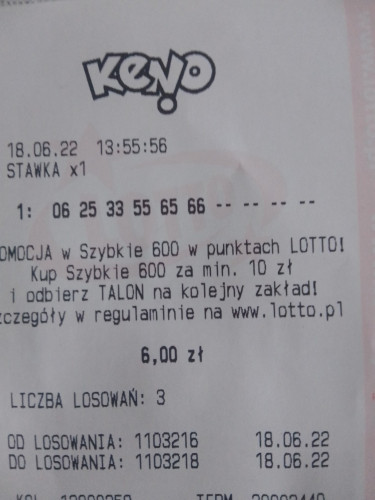 KENO
18.06.22 13:55:56
STAWKA x1
1: 06 25 33 55 65 66 -- -- -- --
OMOCJA w Szybkie 600 w punktach LOTTO!
Kup Szybkie 600 za min. 10 zł
i odbierz TALON na kolejny zakład!
zczegóły w regulaminie na www.lotto.pl
6,00 zł
LICZBA LOSOWAŃ: 3
OD LOSOWANIA: 1103216 18.06.22
DO LOSOWANIA: 1103218 18.06.22